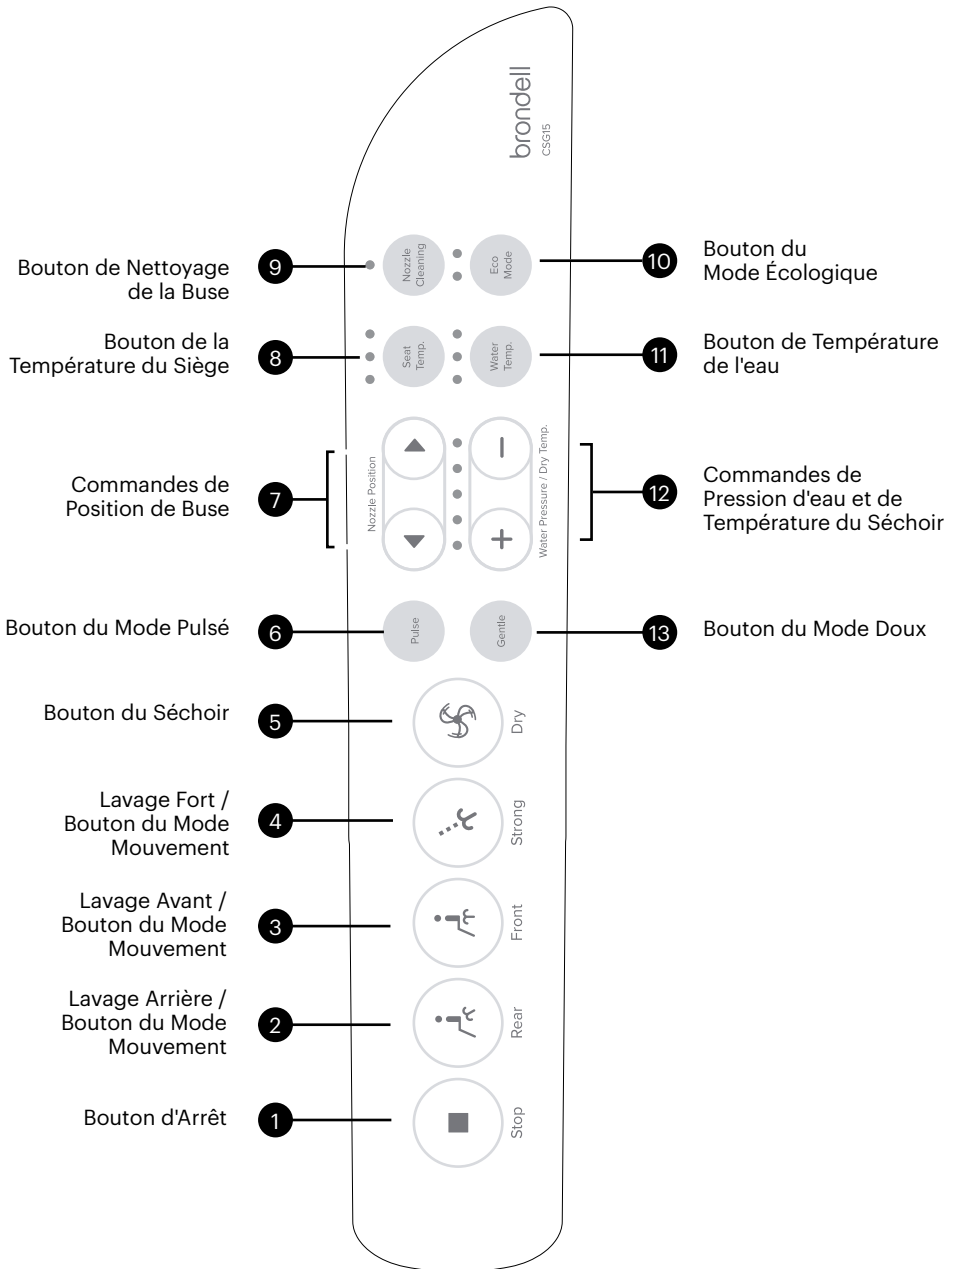 brondell
CSG15
9
Bouton de Nettoyage
de la Buse
Nozzle
Cleaning
Eco
Mode
10
Bouton du
Mode Écologique
8
Bouton de la
Température du Siège
Seat
Temp.
Water
Temp.
11
Bouton de Température
de l'eau
7
Commandes de
Position de Buse
Nozzle Position
Water Pressure / Dry Temp.
12
Commandes de
Pression d'eau et de
Température du Séchoir
6
Bouton du Mode Pulsé
Pulse
Gentle
13
Bouton du Mode Doux
5
Bouton du Séchoir
Dry
4
Lavage Fort /
Bouton du Mode
Mouvement
Strong
3
Lavage Avant /
Bouton du Mode
Mouvement
Front
2
Lavage Arrière /
Bouton du Mode
Mouvement
Rear
1
Bouton d'Arrêt
Stop